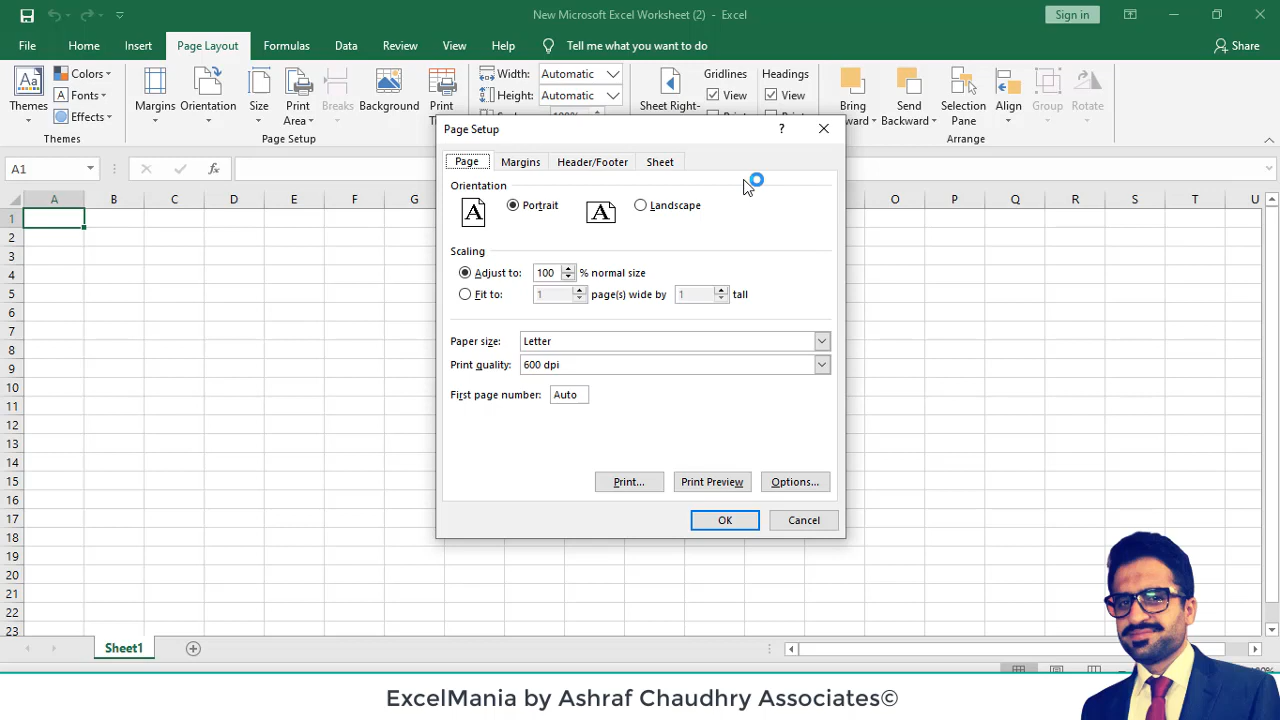 New Microsoft Excel Worksheet (2) - Excel
Sign in
File Home Insert Page Layout Formulas Data Review View Help Tell me what you want to do Share
Themes
Colors
Fonts
Effects
Themes
Margins Orientation Size Print Area Breaks Background Print
Page Setup
Width: Automatic
Height: Automatic
Sheet Right-
Gridlines
View
Headings
View
Bring Send Backward Selection Pane Align Group Rotate
Arrange
A1
fx
A B C D E F G O P Q R S T U
1
2
3
4
5
6
7
8
9
10
11
12
13
14
15
16
17
18
19
20
21
22
23
Page Setup
?
Page Margins Header/Footer Sheet
Orientation
A Portrait A Landscape
Scaling
Adjust to: 100 % normal size
Fit to: 1 page(s) wide by 1 tall
Paper size: Letter
Print quality: 600 dpi
First page number: Auto
Print... Print Preview Options...
OK Cancel
Sheet1
ExcelMania by Ashraf Chaudhry Associates©